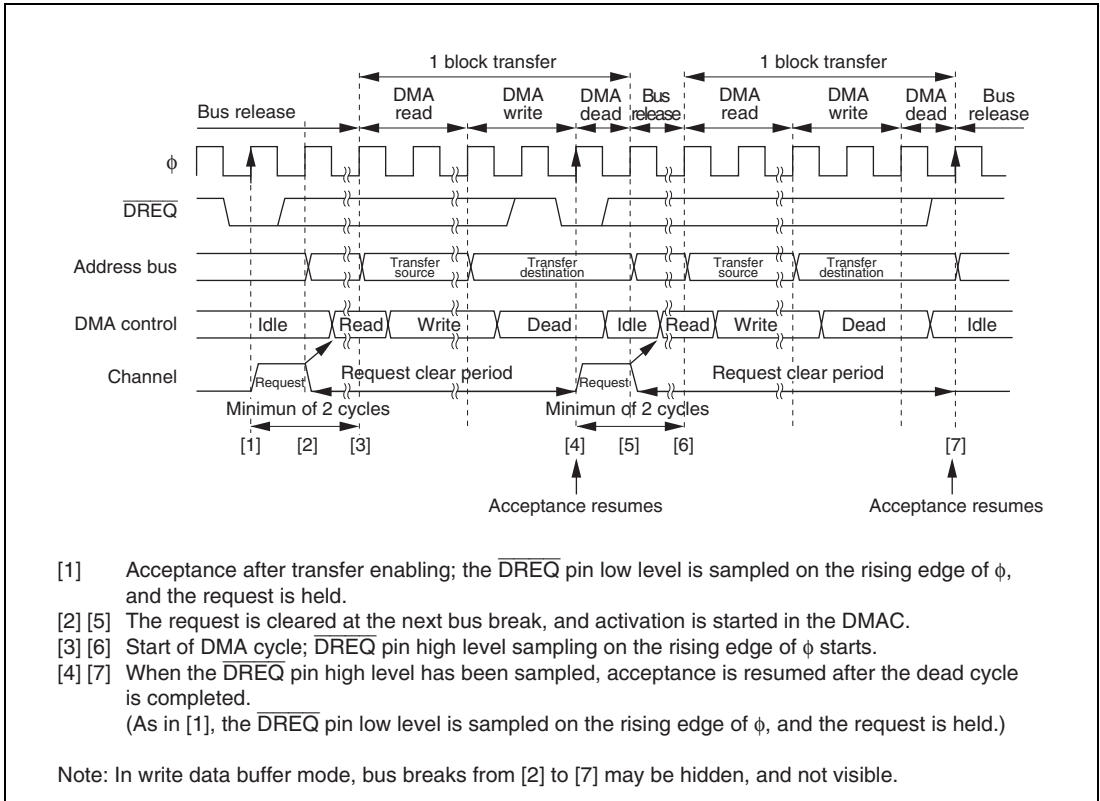 1 block transfer 1 block transfer
Bus release DMA read DMA write DMA dead Bus release DMA read DMA write DMA dead Bus release
φ
DREQ
Address bus Transfer source Transfer destination Transfer source Transfer destination
DMA control Idle Read Write Dead Idle Read Write Dead Idle
Channel Request Request clear period Request Request clear period
Minimun of 2 cycles Minimun of 2 cycles
[1] [2] [3] [4] [5] [6] [7]
Acceptance resumes Acceptance resumes
[1] Acceptance after transfer enabling; the DREQ pin low level is sampled on the rising edge of φ,
and the request is held.
[2] [5] The request is cleared at the next bus break, and activation is started in the DMAC.
[3] [6] Start of DMA cycle; DREQ pin high level sampling on the rising edge of φ starts.
[4] [7] When the DREQ pin high level has been sampled, acceptance is resumed after the dead cycle
is completed.
(As in [1], the DREQ pin low level is sampled on the rising edge of φ, and the request is held.)
Note: In write data buffer mode, bus breaks from [2] to [7] may be hidden, and not visible.